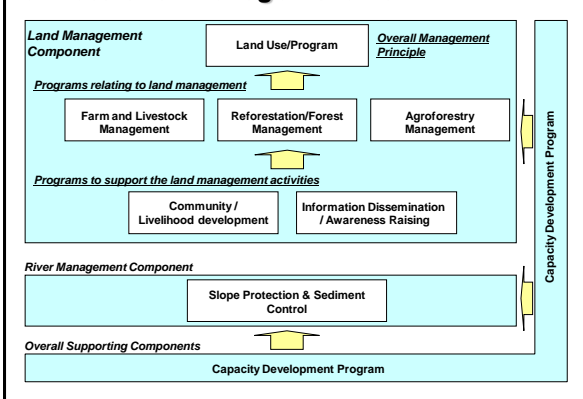 Land Management
Component
Land Use/Program
Overall Management
Principle
Programs relating to land management
Farm and Livestock
Management
Reforestation/Forest
Management
Agroforestry
Management
Programs to support the land management activities
Community /
Livelihood development
Information Dissemination
/ Awareness Raising
Capacity Development Program
River Management Component
Slope Protection & Sediment
Control
Overall Supporting Components
Capacity Development Program